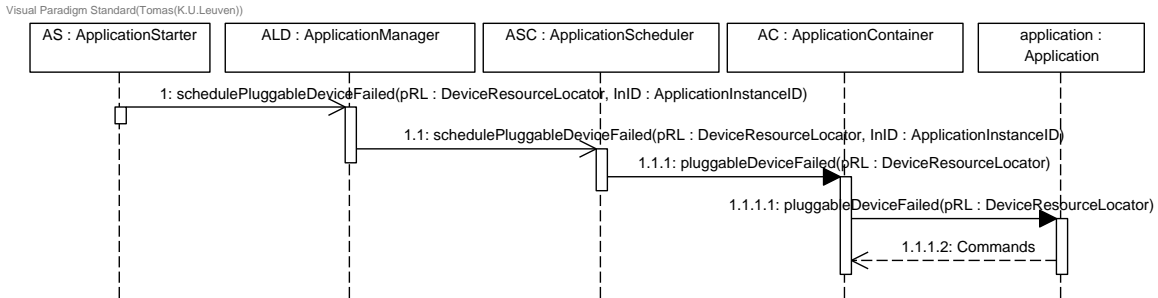 Visual Paradigm Standard(Tomas(K.U.Leuven))
AS : ApplicationStarter
ALD : ApplicationManager
ASC : ApplicationScheduler
AC : ApplicationContainer
application :
Application
1: schedulePluggableDeviceFailed(pRL : DeviceResourceLocator, InID : ApplicationInstanceID)
1.1: schedulePluggableDeviceFailed(pRL : DeviceResourceLocator, InID : ApplicationInstanceID)
1.1.1: pluggableDeviceFailed(pRL : DeviceResourceLocator)
1.1.1.1: pluggableDeviceFailed(pRL : DeviceResourceLocator)
1.1.1.2: Commands